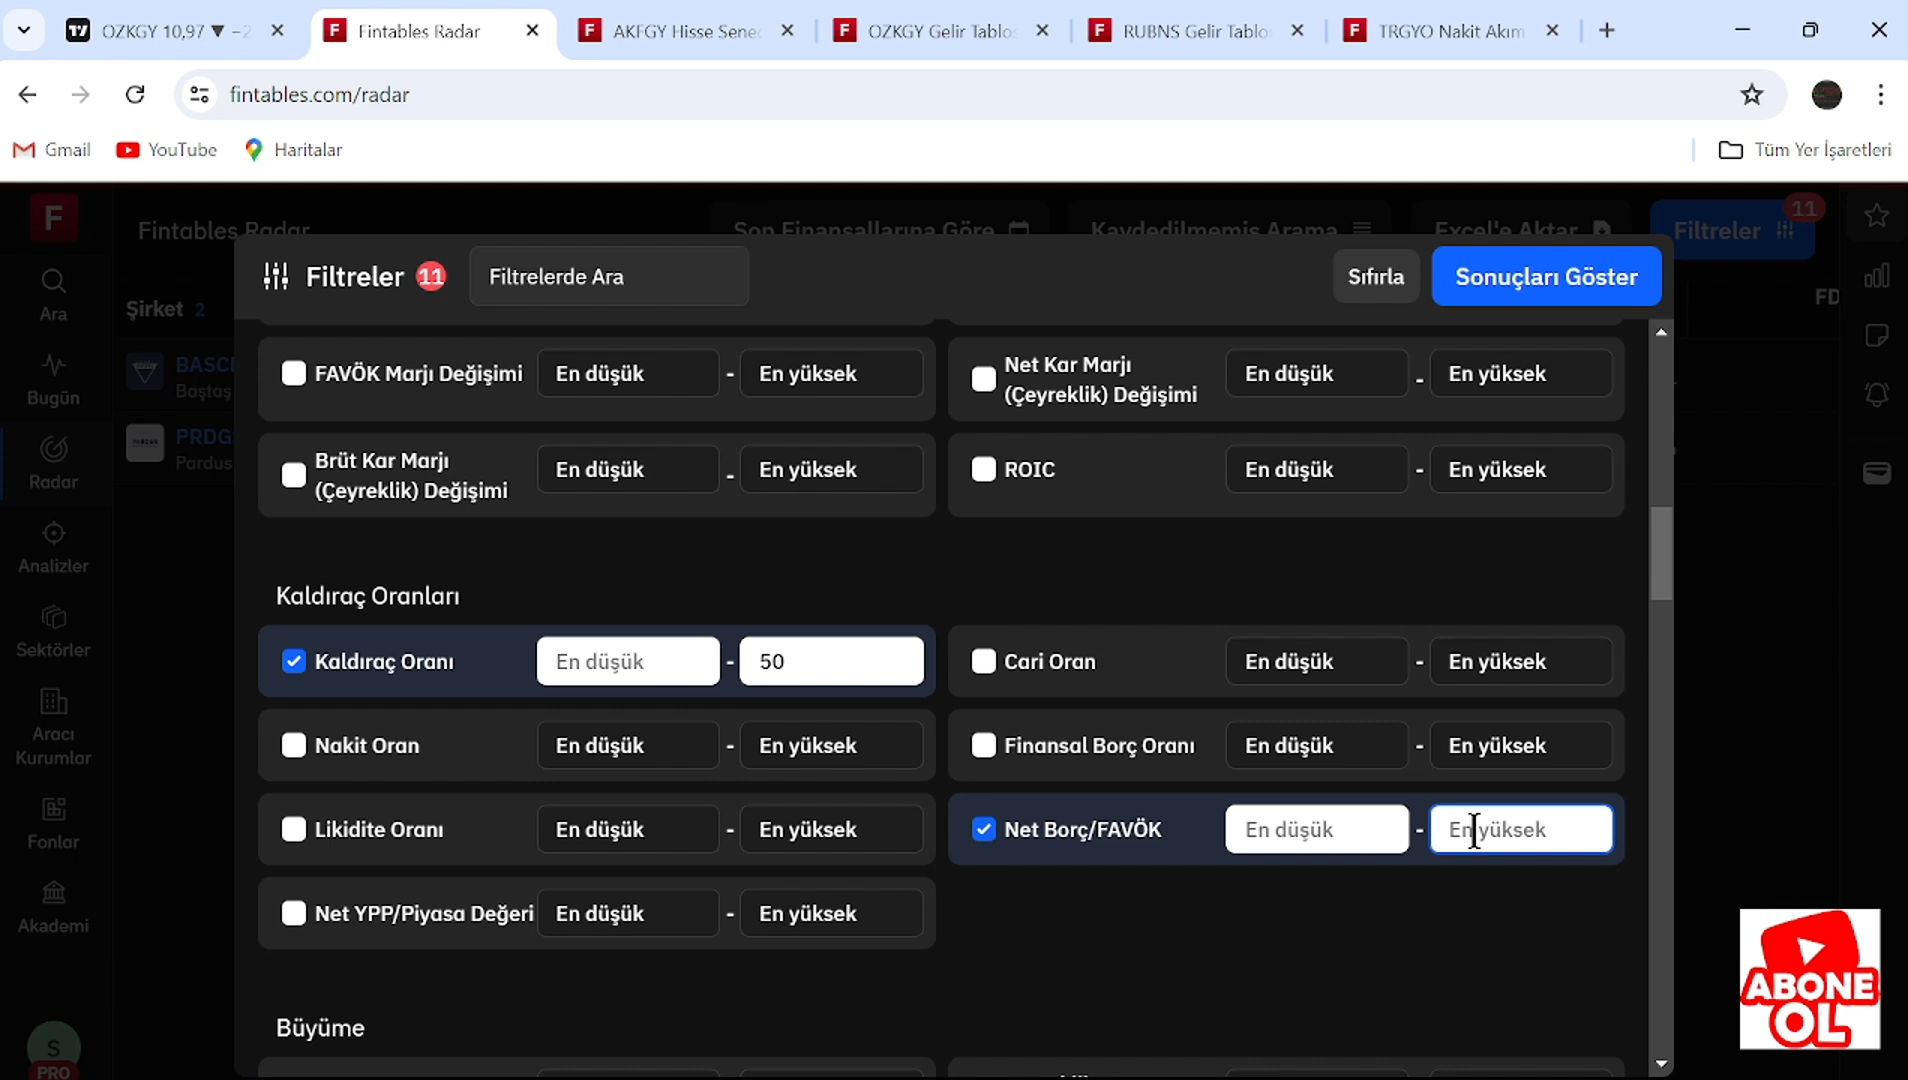 OZKGY 10,97 ▼ −2
Fintables Radar
AKFGY Hisse Sene
OZKGY Gelir Tablo
RUBNS Gelir Tablo
TRGYO Nakit Akım
fintables.com/radar
Gmail
YouTube
Haritalar
Tüm Yer İşaretleri
F
Fintables Radar
Son Finansallarına Göre
Kaydedilmemiş Arama
Excel'e Aktar
Filtreler
11
Filtreler 11
Filtrelerde Ara
Sıfırla
Sonuçları Göster
Ara
Şirket 2
FD
Bugün
BASC
Baştaş
Radar
PRDG
Pardus
Analizler
Sektörler
Aracı
Kurumlar
Fonlar
Akademi
S
PRO
FAVÖK Marjı Değişimi En düşük - En yüksek
Net Kar Marjı
(Çeyreklik) Değişimi En düşük - En yüksek
Brüt Kar Marjı
(Çeyreklik) Değişimi En düşük - En yüksek
ROIC En düşük - En yüksek
Kaldıraç Oranları
Kaldıraç Oranı En düşük - 50
Cari Oran En düşük - En yüksek
Nakit Oran En düşük - En yüksek
Finansal Borç Oranı En düşük - En yüksek
Likidite Oranı En düşük - En yüksek
Net Borç/FAVÖK En düşük - En yüksek
Net YPP/Piyasa Değeri En düşük - En yüksek
Büyüme
ABONE
OL